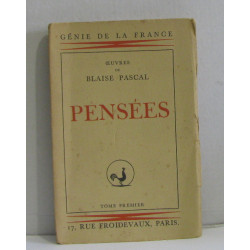 GÉNIE DE LA FRANCE
ŒUVRES
DE
BLAISE PASCAL
PENSÉES
TOME PREMIER
17, RUE FROIDEVAUX, PARIS